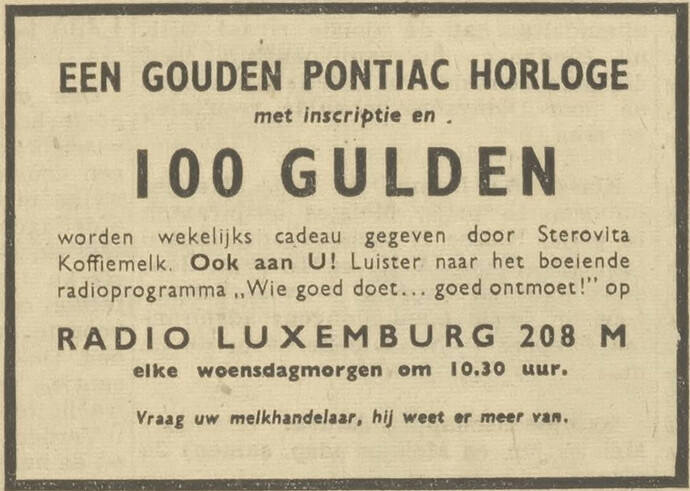 EEN GOUDEN PONTIAC HORLOGE
met inscriptie en
100 GULDEN
worden wekelijks cadeau gegeven door Sterovita
Koffiemelk. Ook aan U! Luister naar het boeiende
radioprogramma „Wie goed doet... goed ontmoet!" op
RADIO LUXEMBURG 208 M
elke woensdagmorgen om 10.30 uur.
Vraag uw melkhandelaar, hij weet er meer van.